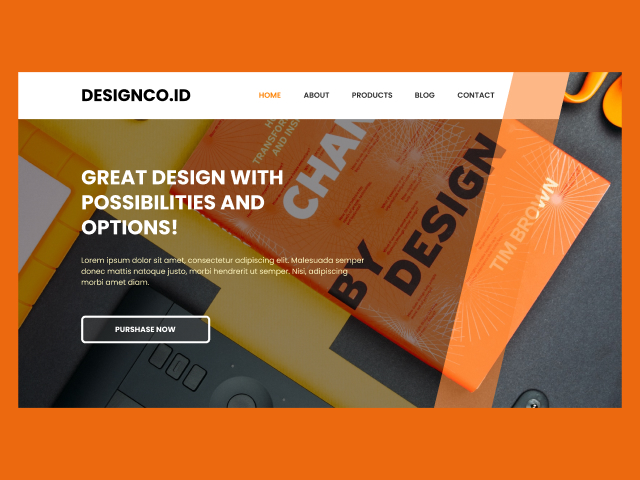 DESIGNCO.ID
HOME ABOUT PRODUCTS BLOG CONTACT
GREAT DESIGN WITH
POSSIBILITIES AND
OPTIONS!
Lorem ipsum dolor sit amet, consectetur adipiscing elit. Malesuada semper
donec mattis natoque justo, morbi hendrerit ut semper. Nisi, adipiscing
morbi amet diam.
PURSHASE NOW
TRANSFOR
AND INS
CHAN
BY
DESIGN
TIM BROWN